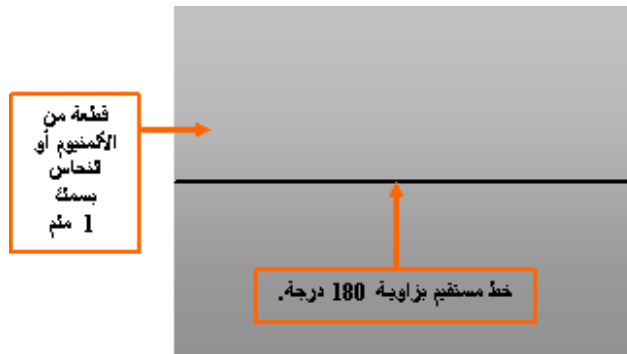 قطعة من
الألمنيوم أو
النحاس
بسمك
1 ملم
خط مستقيم بزاوية 180 درجة.